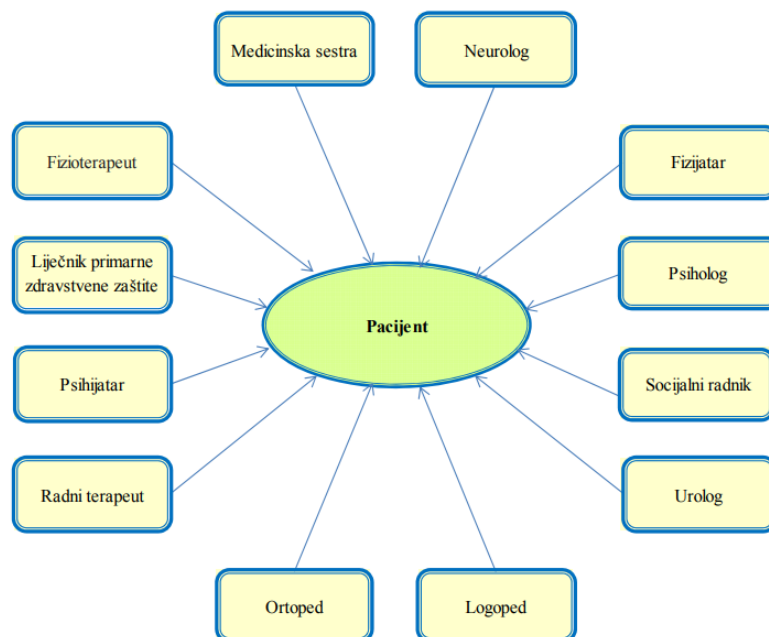 Medicinska sestra
Neurolog
Fizioterapeut
Fizijatar
Liječnik primarne
zdravstvene zaštite
Psiholog
Pacijent
Psihijatar
Socijalni radnik
Radni terapeut
Urolog
Ortoped
Logoped